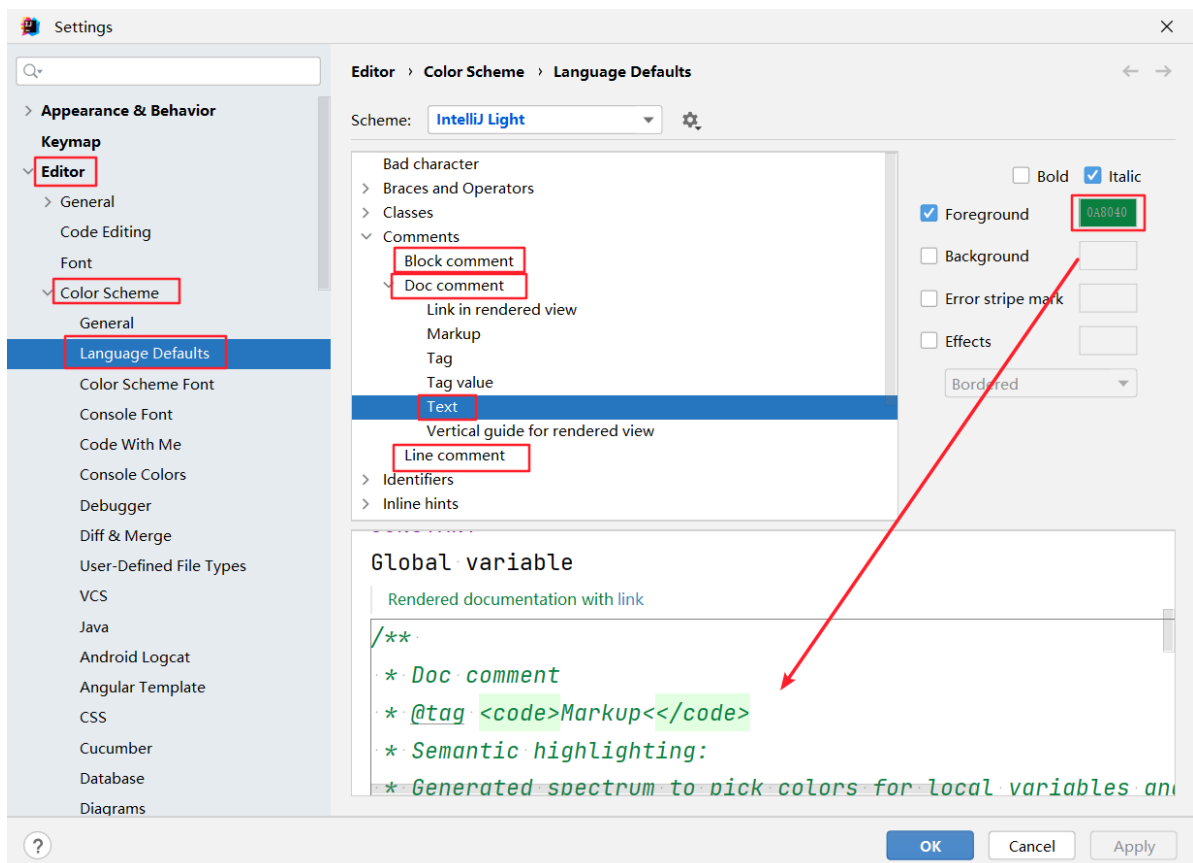 Settings
Appearance & Behavior
Keymap
Editor
General
Code Editing
Font
Color Scheme
General
Language Defaults
Color Scheme Font
Console Font
Code With Me
Console Colors
Debugger
Diff & Merge
User-Defined File Types
VCS
Java
Android Logcat
Angular Template
CSS
Cucumber
Database
Diagrams
Editor › Color Scheme › Language Defaults
Scheme: IntelliJ Light
Bad character
Braces and Operators
Classes
Comments
Block comment
Doc comment
Link in rendered view
Markup
Tag
Tag value
Text
Vertical guide for rendered view
Line comment
Identifiers
Inline hints
Bold Italic
Foreground 0A8040
Background
Error stripe mark
Effects
Bordered
Global variable
Rendered documentation with link
/**
* Doc comment
* @tag <code>Markup<</code>
* Semantic highlighting:
* Generated spectrum to pick colors for local variables an
? OK Cancel Apply